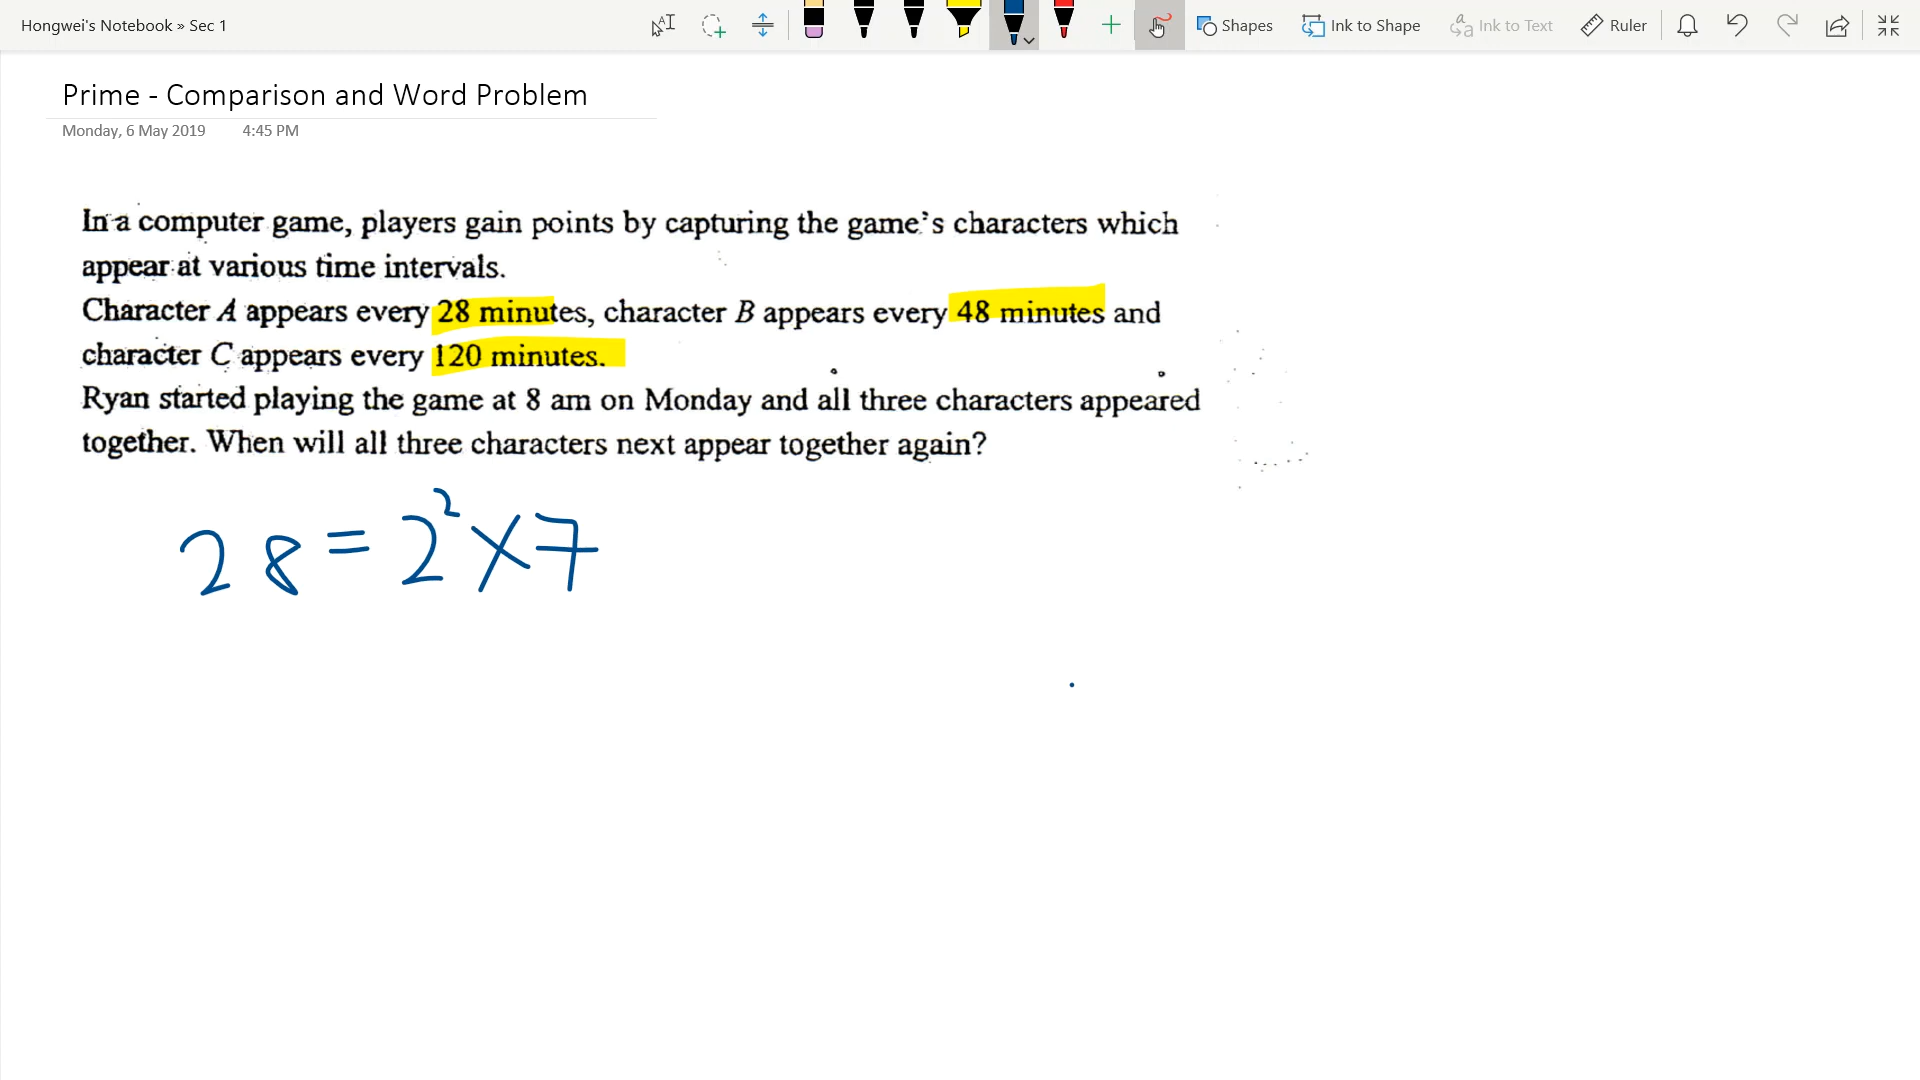 Hongwei's Notebook » Sec 1
Shapes
Ink to Shape
Ink to Text
Ruler
Prime - Comparison and Word Problem
Monday, 6 May 2019 4:45 PM
In a computer game, players gain points by capturing the game's characters which
appear at various time intervals.
Character A appears every 28 minutes, character B appears every 48 minutes and
character C appears every 120 minutes.
Ryan started playing the game at 8 am on Monday and all three characters appeared
together. When will all three characters next appear together again?
28 = 2² × 7